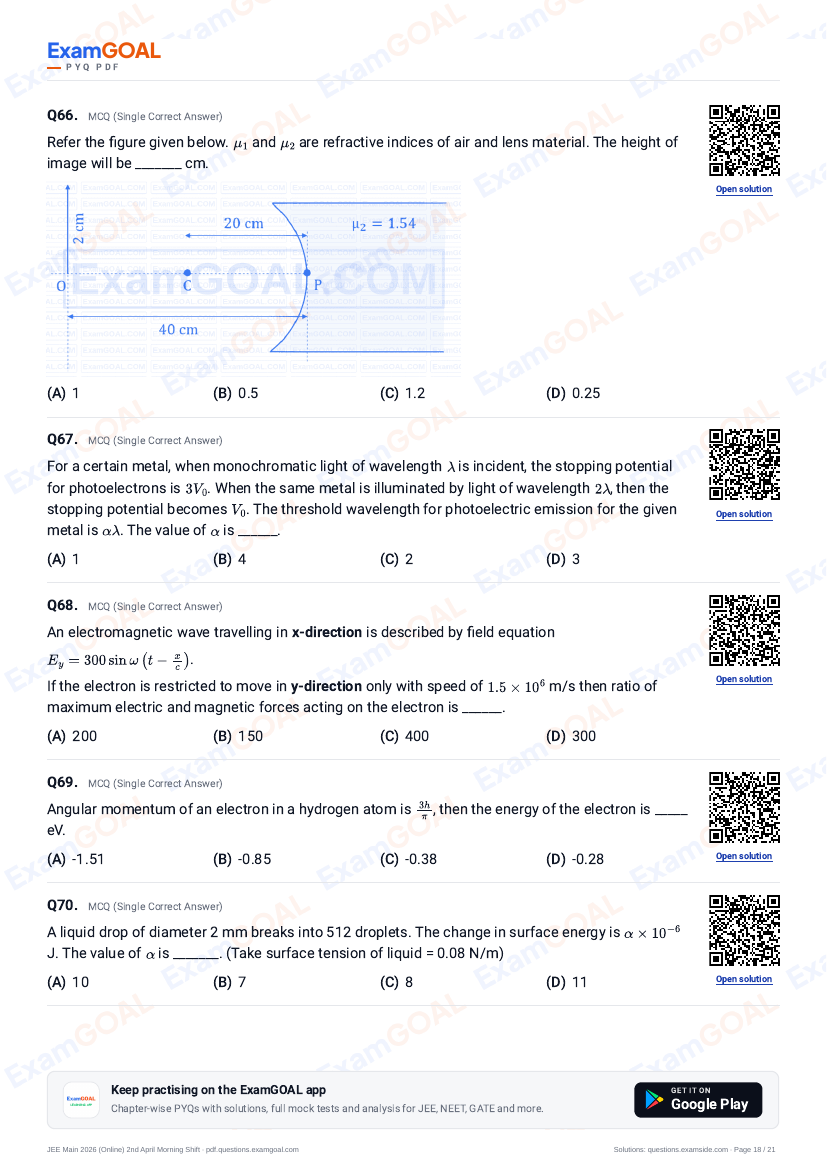 ExamGOAL
PYQ PDF
Q66. MCQ (Single Correct Answer)
Refer the figure given below. μ₁ and μ₂ are refractive indices of air and lens material. The height of
image will be _______ cm.
Open solution
2 cm
20 cm
μ₂ = 1.54
O
C
P
40 cm
(A) 1 (B) 0.5 (C) 1.2 (D) 0.25
Q67. MCQ (Single Correct Answer)
For a certain metal, when monochromatic light of wavelength λ is incident, the stopping potential
for photoelectrons is 3V₀. When the same metal is illuminated by light of wavelength 2λ, then the
stopping potential becomes V₀. The threshold wavelength for photoelectric emission for the given
metal is αλ. The value of α is ______.
Open solution
(A) 1 (B) 4 (C) 2 (D) 3
Q68. MCQ (Single Correct Answer)
An electromagnetic wave travelling in x-direction is described by field equation
E_y = 300 sin ω (t − x/c).
If the electron is restricted to move in y-direction only with speed of 1.5 × 10⁶ m/s then ratio of
maximum electric and magnetic forces acting on the electron is ______.
Open solution
(A) 200 (B) 150 (C) 400 (D) 300
Q69. MCQ (Single Correct Answer)
Angular momentum of an electron in a hydrogen atom is 3h/π, then the energy of the electron is _____
eV.
Open solution
(A) -1.51 (B) -0.85 (C) -0.38 (D) -0.28
Q70. MCQ (Single Correct Answer)
A liquid drop of diameter 2 mm breaks into 512 droplets. The change in surface energy is α × 10⁻⁶
J. The value of α is _______. (Take surface tension of liquid = 0.08 N/m)
Open solution
(A) 10 (B) 7 (C) 8 (D) 11
ExamGOAL
Keep practising on the ExamGOAL app
Chapter-wise PYQs with solutions, full mock tests and analysis for JEE, NEET, GATE and more.
GET IT ON
Google Play
JEE Main 2026 (Online) 2nd April Morning Shift · pdf.questions.examgoal.com
Solutions: questions.examside.com · Page 18 / 21